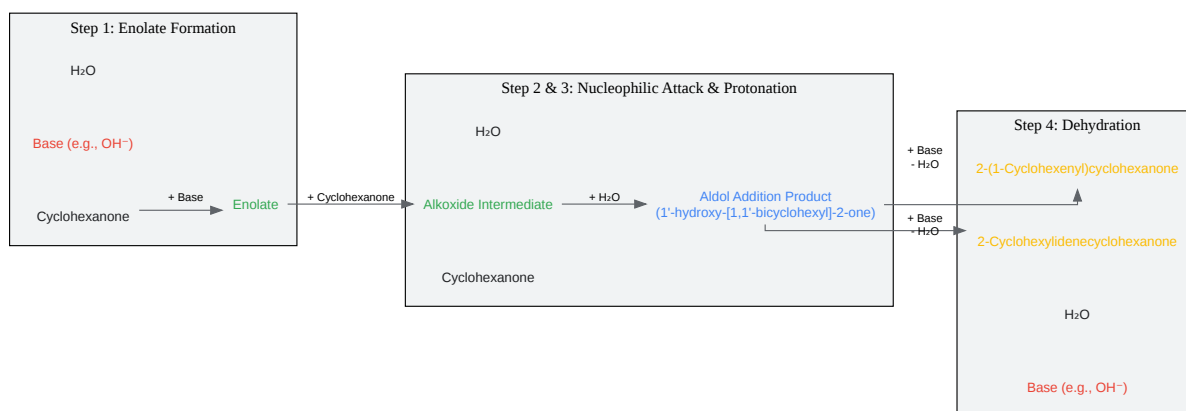 Step 1: Enolate Formation
H₂O
Base (e.g., OH⁻)
+ Base
Cyclohexanone
Enolate
+ Cyclohexanone
Step 2 & 3: Nucleophilic Attack & Protonation
H₂O
Alkoxide Intermediate
+ H₂O
Aldol Addition Product
(1'-hydroxy-[1,1'-bicyclohexyl]-2-one)
Cyclohexanone
+ Base
- H₂O
+ Base
- H₂O
Step 4: Dehydration
2-(1-Cyclohexenyl)cyclohexanone
2-Cyclohexylidenecyclohexanone
H₂O
Base (e.g., OH⁻)